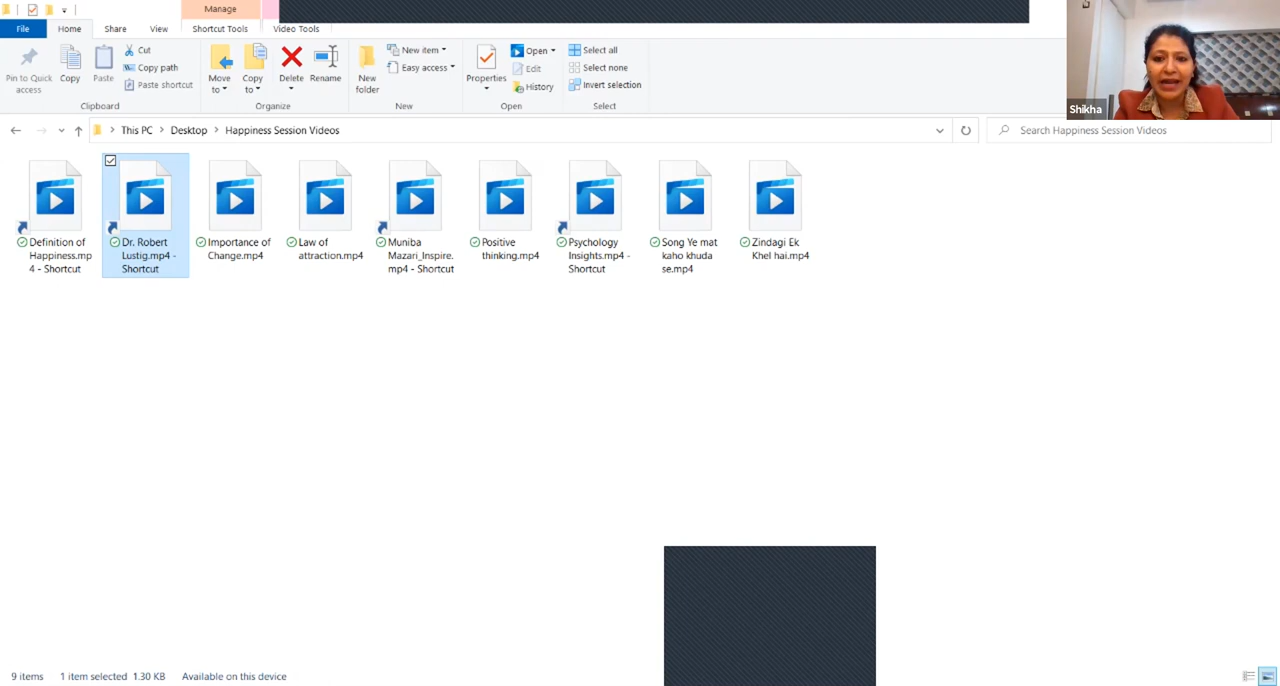 Manage
File
Home
Share
View
Shortcut Tools
Video Tools
Pin to Quick
access
Copy
Paste
Cut
Copy path
Paste shortcut
Clipboard
Move
to
Copy
to
Delete
Rename
Organize
New
folder
New item
Easy access
New
Properties
Open
Edit
History
Open
Select all
Select none
Invert selection
Select
Shikha
This PC
Desktop
Happiness Session Videos
Search Happiness Session Videos
Definition of
Happiness.mp
4 - Shortcut
Dr. Robert
Lustig.mp4 -
Shortcut
Importance of
Change.mp4
Law of
attraction.mp4
Muniba
Mazari_Inspire.
mp4 - Shortcut
Positive
thinking.mp4
Psychology
Insights.mp4 -
Shortcut
Song Ye mat
kaho khuda
se.mp4
Zindagi Ek
Khel hai.mp4
9 items
1 item selected 1.30 KB
Available on this device